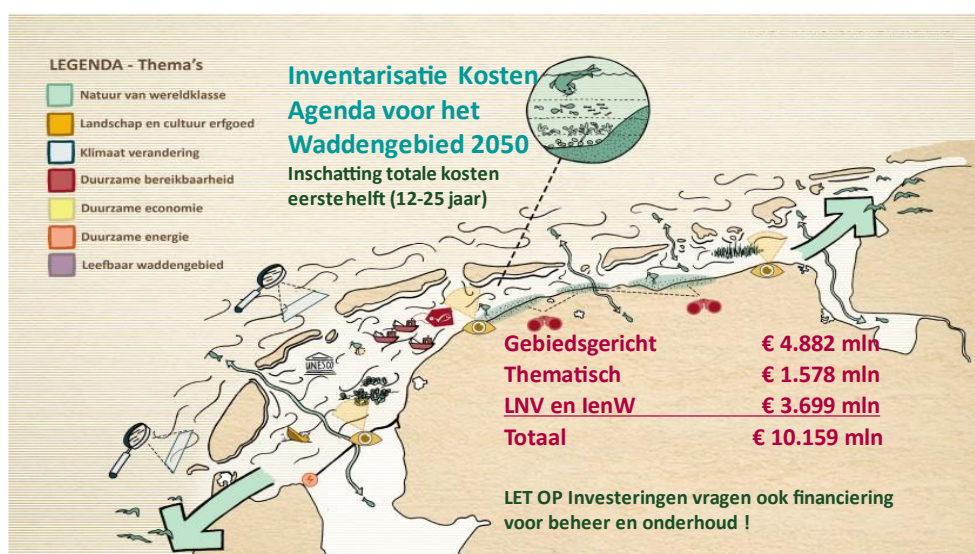 LEGENDA - Thema's
Natuur van wereldklasse
Landschap en cultuur erfgoed
Klimaat verandering
Duurzame bereikbaarheid
Duurzame economie
Duurzame energie
Leefbaar waddengebied
Inventarisatie Kosten
Agenda voor het
Waddengebied 2050
Inschatting totale kosten
eerste helft (12-25 jaar)
UNESCO
Gebiedsgericht € 4.882 mln
Thematisch € 1.578 mln
LNV en IenW € 3.699 mln
Totaal € 10.159 mln
LET OP Investeringen vragen ook financiering
voor beheer en onderhoud !